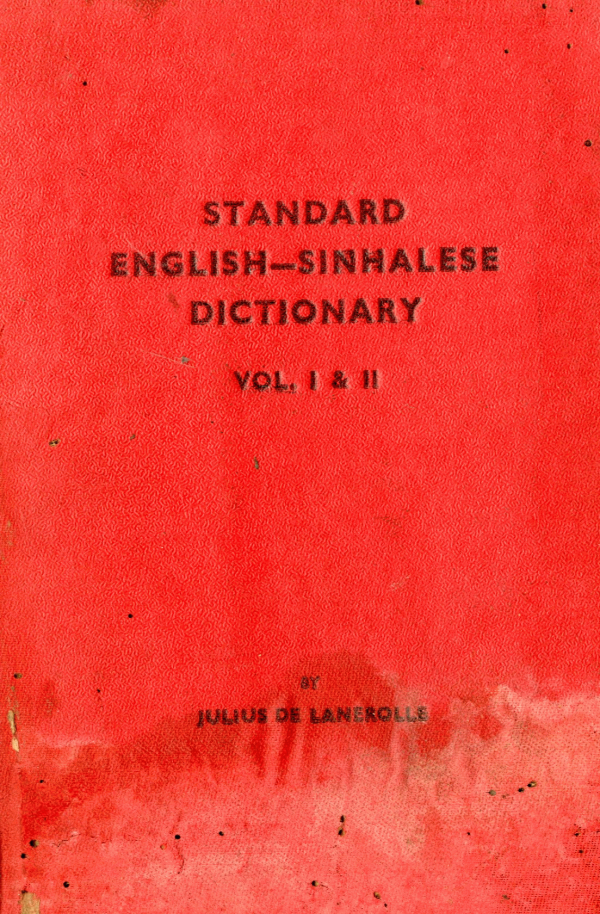 STANDARD
ENGLISH—SINHALESE
DICTIONARY
VOL. I & II
BY
JULIUS DE LANEROLLE